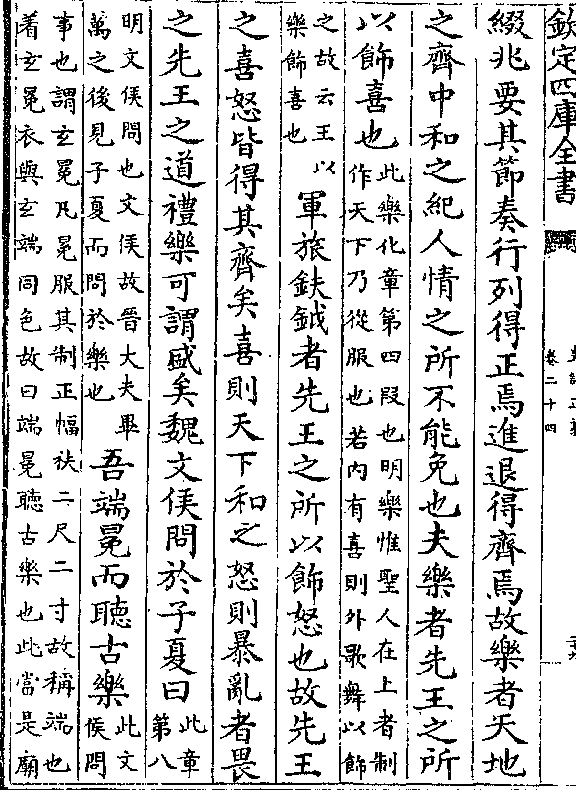 欽定四庫全書
史記正義
卷二十四
綴兆要其節奏行列得正焉進退得齊焉故樂者天地
之齊中和之紀人情之所不能免也夫樂者先王之所
以飾喜也
此樂化章第四段也明樂惟聖人在上者制
作天下乃從服也若內有喜則外歌舞以飾
之故云王以
樂飾喜也
軍旅鈇鉞者先王之所以飾怒也故先王
之喜怒皆得其齊矣喜則天下和之怒則暴亂者畏
之先王之道禮樂可謂盛矣魏文侯問於子夏曰
此章
第八
明文侯問也文侯故晉大夫畢
萬之後見子夏而問於樂也
吾端冕而聽古樂
此文
侯問
事也謂玄冕凡冕服其制正幅袂二尺二寸故稱端也
着玄冕衣與玄端同色故曰端冕聽古樂也此當是廟